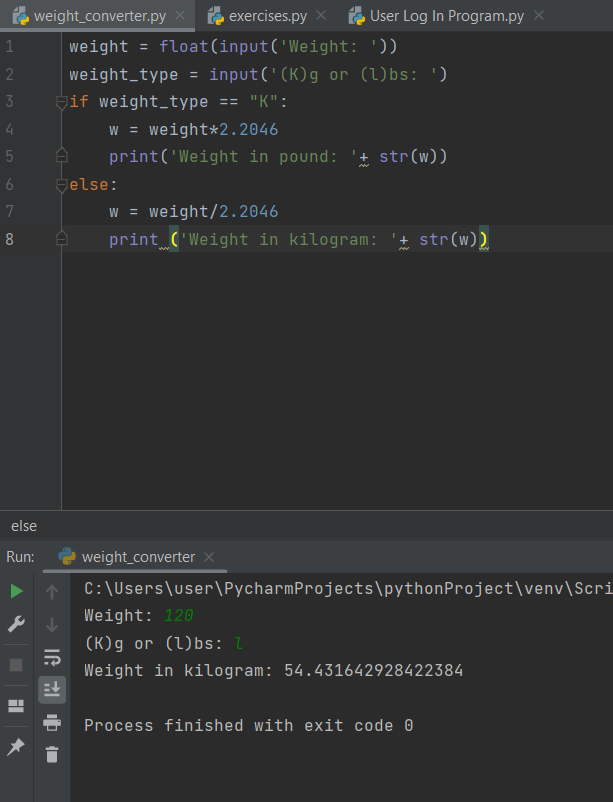 weight_converter.py exercises.py User Log In Program.py
1 weight = float(input('Weight: '))
2 weight_type = input('(K)g or (l)bs: ')
3 if weight_type == "K":
4     w = weight*2.2046
5     print('Weight in pound: '+ str(w))
6 else:
7     w = weight/2.2046
8     print ('Weight in kilogram: '+ str(w))
else
Run: weight_converter
C:\Users\user\PycharmProjects\pythonProject\venv\Scri
Weight: 120
(K)g or (l)bs: l
Weight in kilogram: 54.431642928422384
Process finished with exit code 0